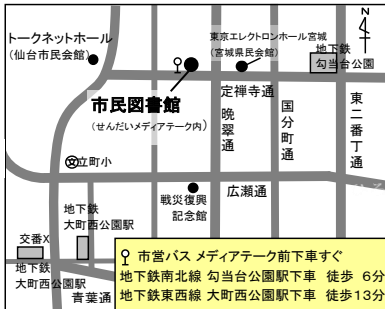 N
トークネットホール
(仙台市民会館)
東京エレクトロンホール宮城
(宮城県民会館)
地下鉄
勾当台公園
市民図書館
(せんだいメディアテーク内)
定禅寺通
晩翠通
国分町通
東二番丁通
立町小
広瀬通
戦災復興
記念館
地下鉄
大町西公園駅
交番X
地下鉄
大町西公園駅
青葉通
市営バス メディアテーク前下車すぐ
地下鉄南北線 勾当台公園駅下車 徒歩 6分
地下鉄東西線 大町西公園駅下車 徒歩13分